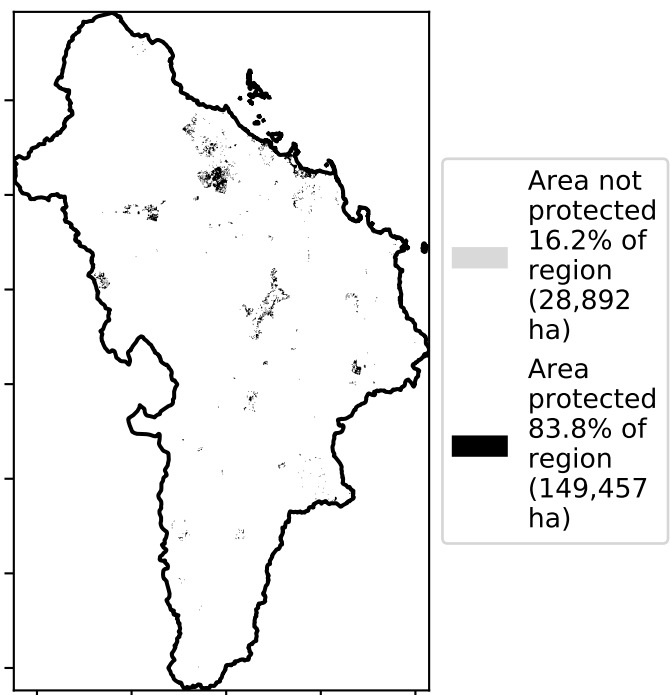 Area not
protected
16.2% of
region
(28,892
ha)
Area
protected
83.8% of
region
(149,457
ha)